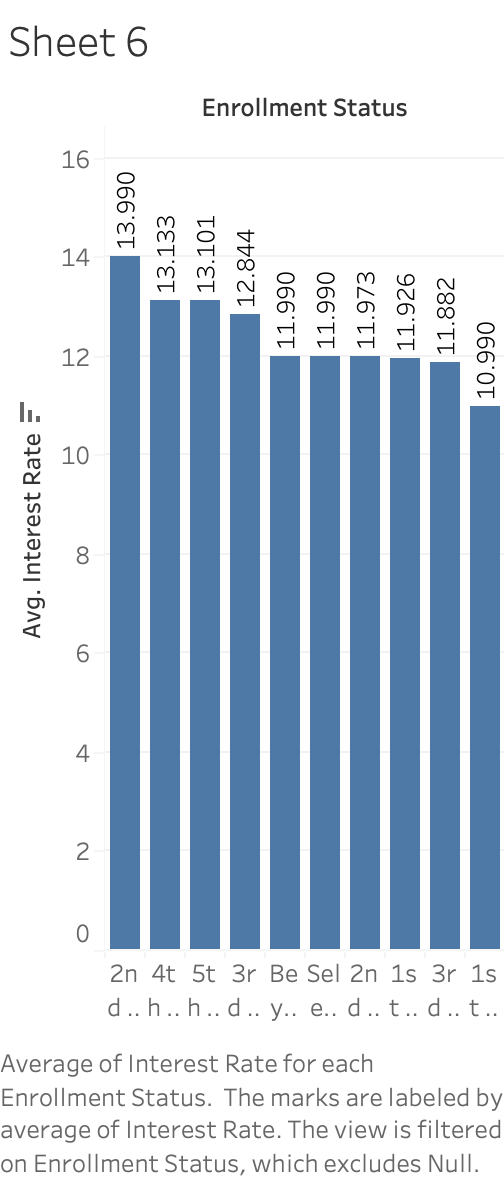 Sheet 6
Enrollment Status
16
14
12
10
8
6
4
2
0
Avg. Interest Rate
13.990
13.133
13.101
12.844
11.990
11.990
11.973
11.926
11.882
10.990
2n 4t 5t 3r Be Sel 2n 1s 3r 1s
d .. h .. h .. d .. y.. e.. d .. t .. d .. t ..
Average of Interest Rate for each
Enrollment Status.  The marks are labeled by
average of Interest Rate. The view is filtered
on Enrollment Status, which excludes Null.